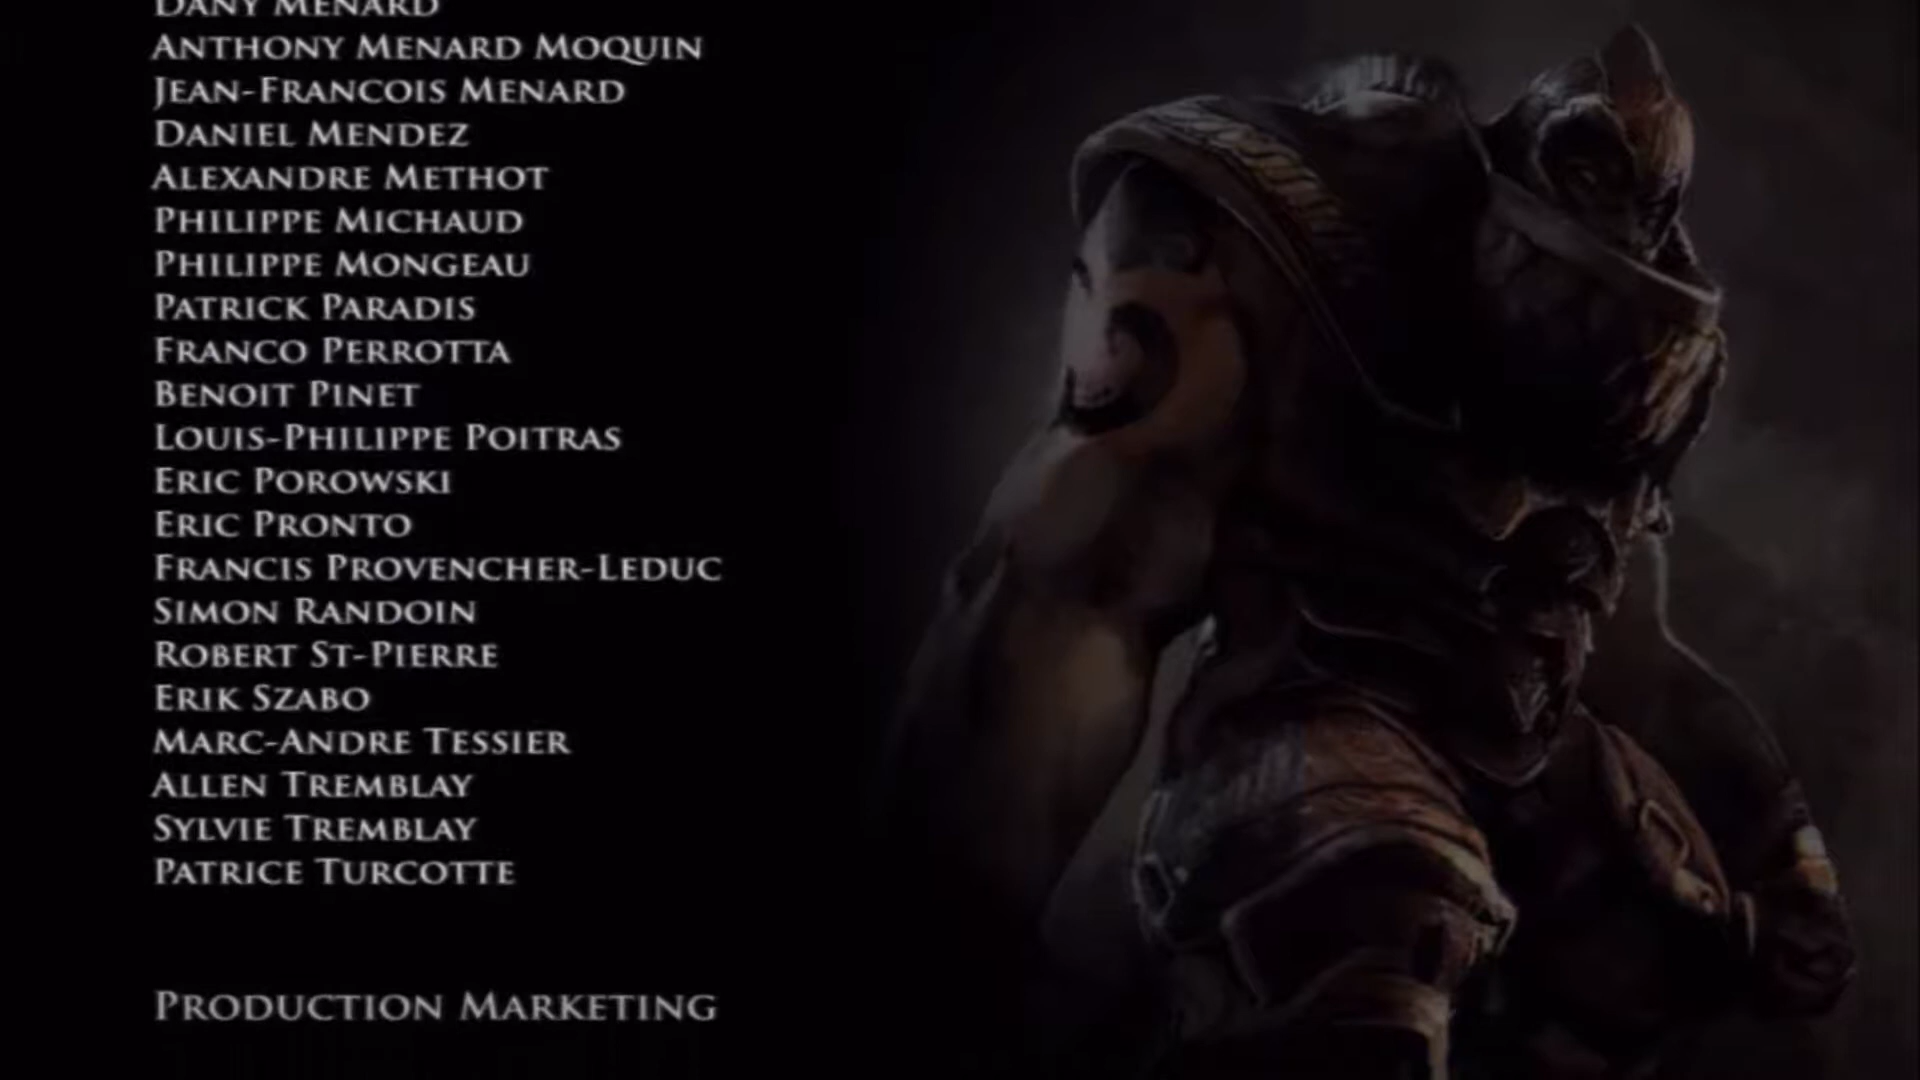 Dany Menard
Anthony Menard Moquin
Jean-Francois Menard
Daniel Mendez
Alexandre Methot
Philippe Michaud
Philippe Mongeau
Patrick Paradis
Franco Perrotta
Benoit Pinet
Louis-Philippe Poitras
Eric Porowski
Eric Pronto
Francis Provencher-Leduc
Simon Randoin
Robert St-Pierre
Erik Szabo
Marc-Andre Tessier
Allen Tremblay
Sylvie Tremblay
Patrice Turcotte
Production Marketing